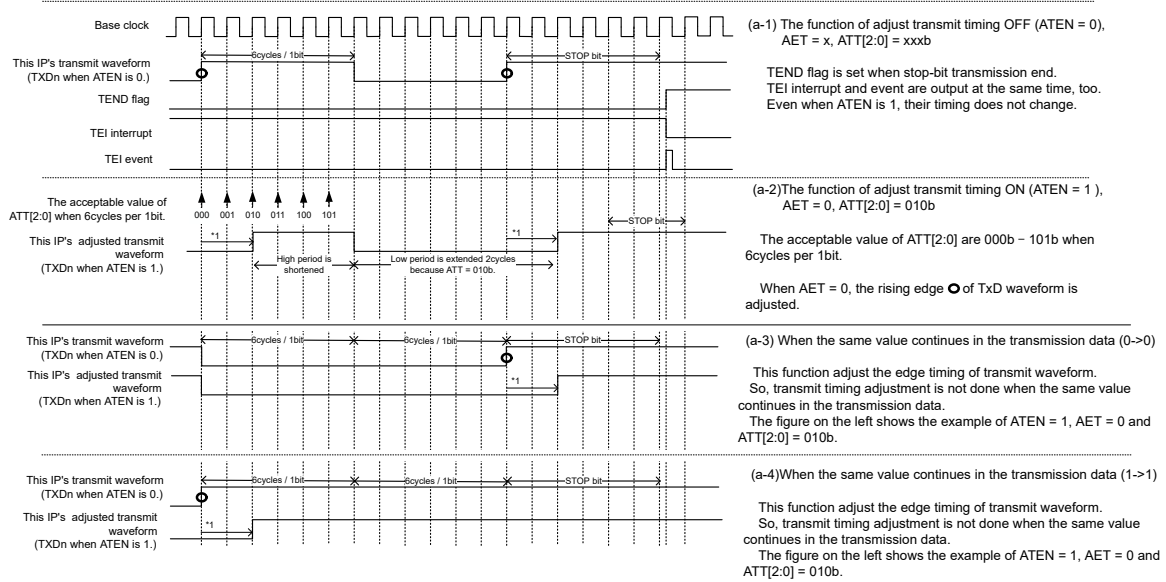 Base clock
6cycles / 1bit
STOP bit
This IP's transmit waveform
(TXDn when ATEN is 0.)
TEND flag
TEI interrupt
TEI event
(a-1) The function of adjust transmit timing OFF (ATEN = 0),
AET = x, ATT[2:0] = xxxb
TEND flag is set when stop-bit transmission end.
TEI interrupt and event are output at the same time, too.
Even when ATEN is 1, their timing does not change.
The acceptable value of
ATT[2:0] when 6cycles per 1bit.
000 001 010 011 100 101
STOP bit
This IP's adjusted transmit
waveform
(TXDn when ATEN is 1.)
*1
*1
High period is
shortened
Low period is extended 2cycles
because ATT = 010b.
(a-2)The function of adjust transmit timing ON (ATEN = 1 ),
AET = 0, ATT[2:0] = 010b
The acceptable value of ATT[2:0] are 000b − 101b when
6cycles per 1bit.
When AET = 0, the rising edge O of TxD waveform is
adjusted.
This IP's transmit waveform
(TXDn when ATEN is 0.)
6cycles / 1bit
6cycles / 1bit
STOP bit
This IP's adjusted transmit
waveform
(TXDn when ATEN is 1.)
*1
(a-3) When the same value continues in the transmission data (0->0)
This function adjust the edge timing of transmit waveform.
So, transmit timing adjustment is not done when the same value
continues in the transmission data.
The figure on the left shows the example of ATEN = 1, AET = 0 and
ATT[2:0] = 010b.
This IP's transmit waveform
(TXDn when ATEN is 0.)
6cycles / 1bit
6cycles / 1bit
STOP bit
This IP's adjusted transmit
waveform
(TXDn when ATEN is 1.)
*1
(a-4)When the same value continues in the transmission data (1->1)
This function adjust the edge timing of transmit waveform.
So, transmit timing adjustment is not done when the same value
continues in the transmission data.
The figure on the left shows the example of ATEN = 1, AET = 0 and
ATT[2:0] = 010b.